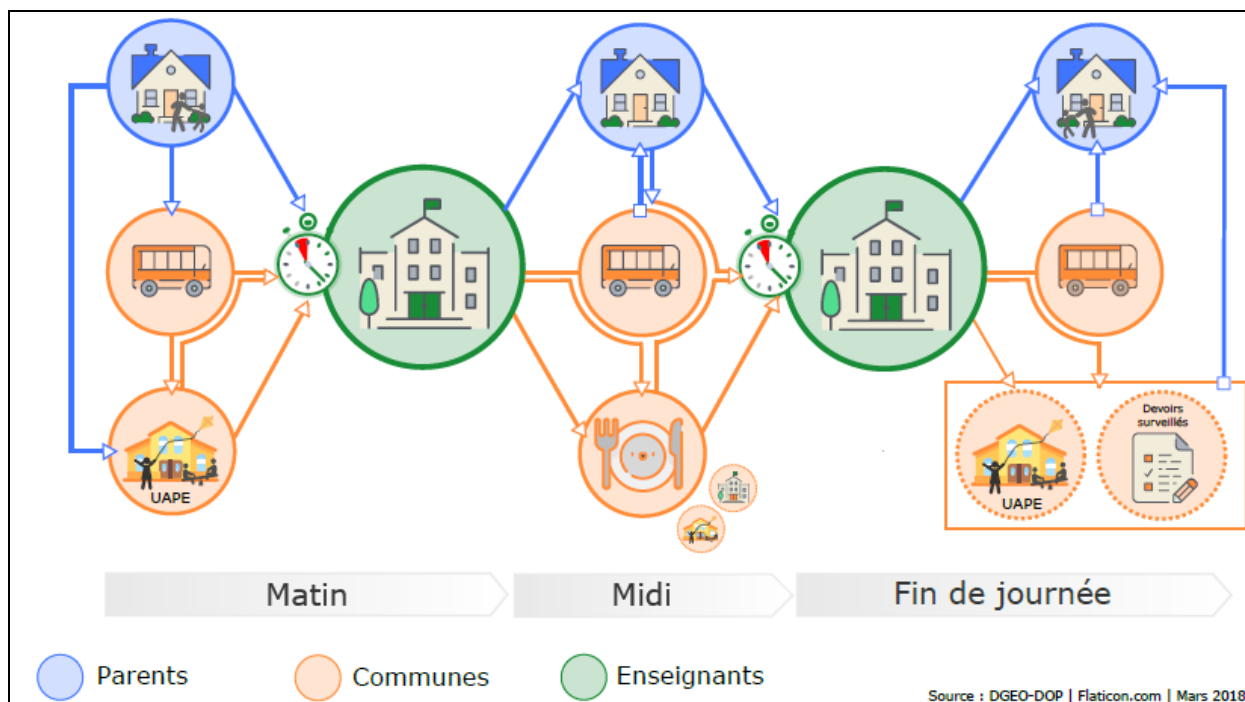 UAPE
Devoirs
surveillés
UAPE
Matin
Midi
Fin de journée
Parents
Communes
Enseignants
Source : DGEO-DOP | Flaticon.com | Mars 2018